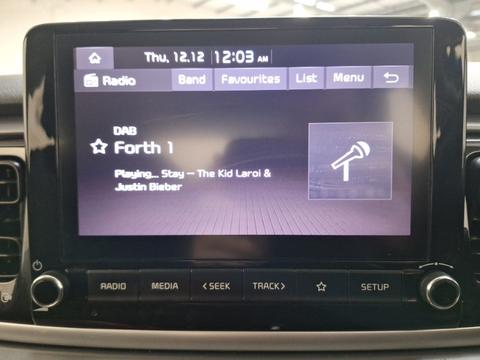 Thu, 12.12 12:03 AM
Radio Band Favourites List Menu
DAB
Forth 1
Playing... Stay – The Kid Laroi &
Justin Bieber
RADIO MEDIA < SEEK TRACK > SETUP